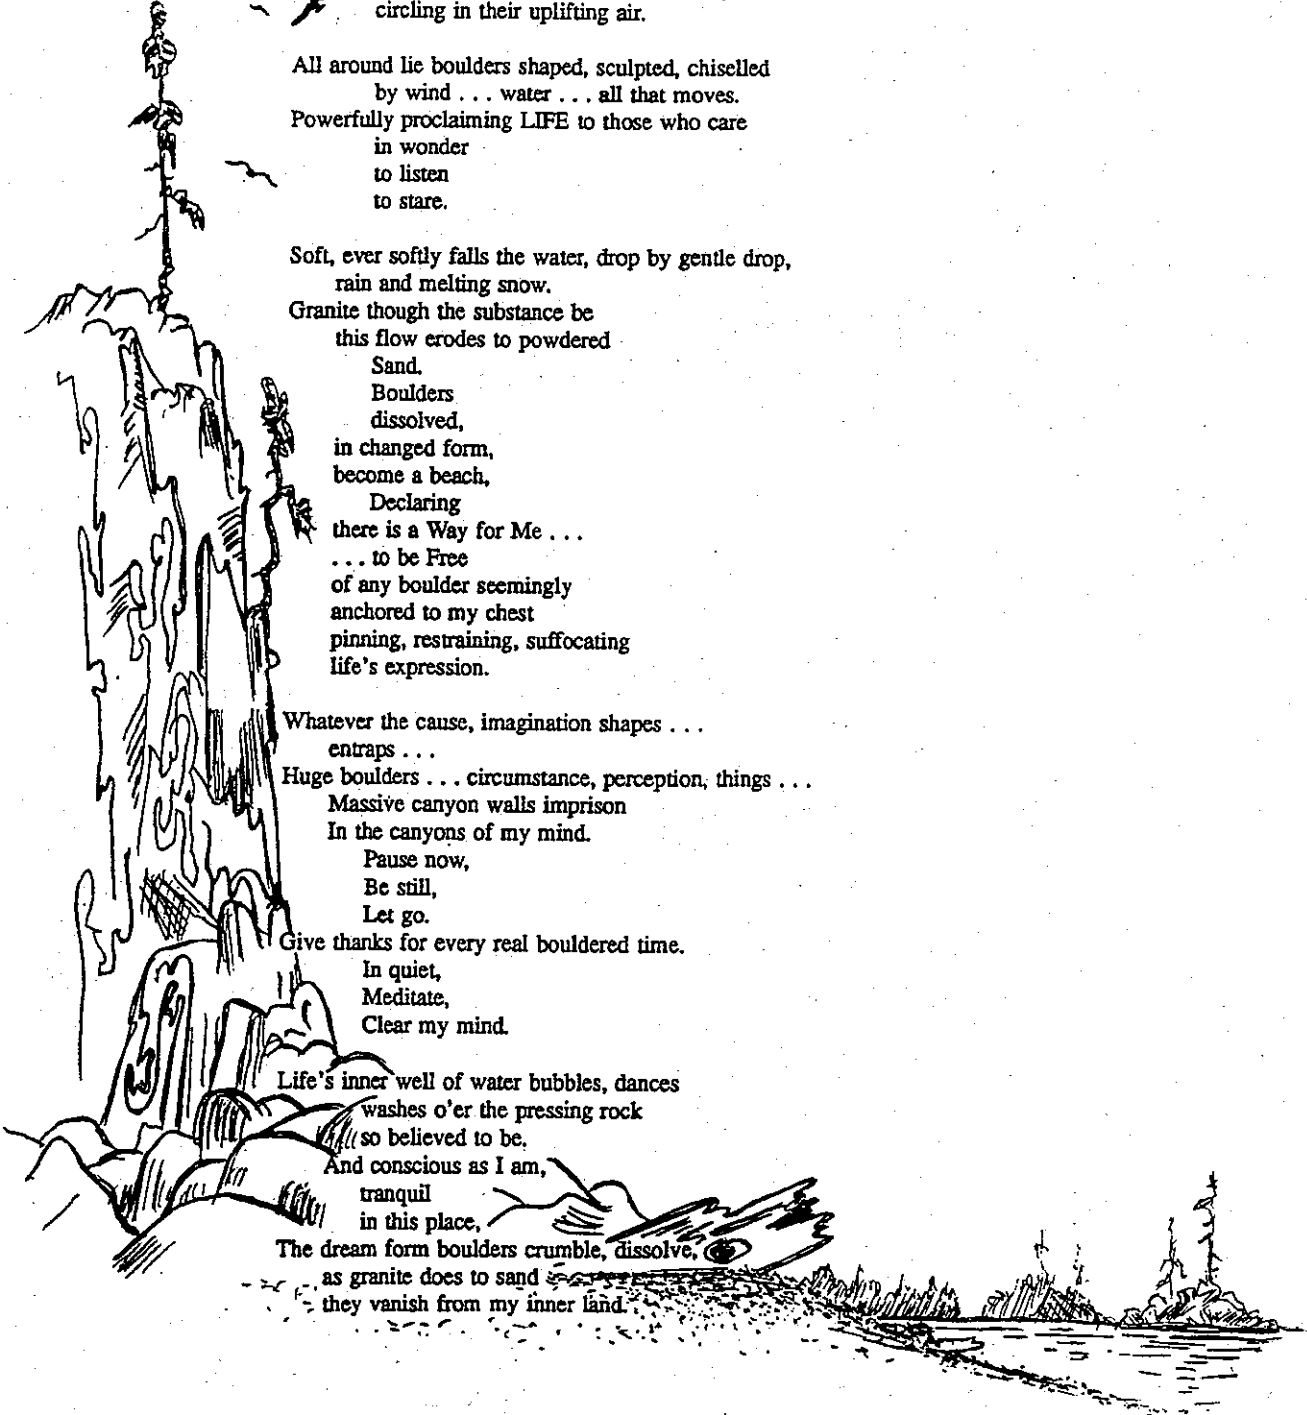 circling in their uplifting air.
All around lie boulders shaped, sculpted, chiselled
by wind . . . water . . . all that moves.
Powerfully proclaiming LIFE to those who care
in wonder
to listen
to stare.
Soft, ever softly falls the water, drop by gentle drop,
rain and melting snow.
Granite though the substance be
this flow erodes to powdered
Sand.
Boulders
dissolved,
in changed form,
become a beach,
Declaring
there is a Way for Me . . .
. . . to be Free
of any boulder seemingly
anchored to my chest
pinning, restraining, suffocating
life's expression.
Whatever the cause, imagination shapes . . .
entraps . . .
Huge boulders . . . circumstance, perception, things . . .
Massive canyon walls imprison
In the canyons of my mind.
Pause now,
Be still,
Let go.
Give thanks for every real bouldered time.
In quiet,
Meditate,
Clear my mind.
Life's inner well of water bubbles, dances
washes o'er the pressing rock
so believed to be.
And conscious as I am,
tranquil
in this place,
The dream form boulders crumble, dissolve,
as granite does to sand
they vanish from my inner land.